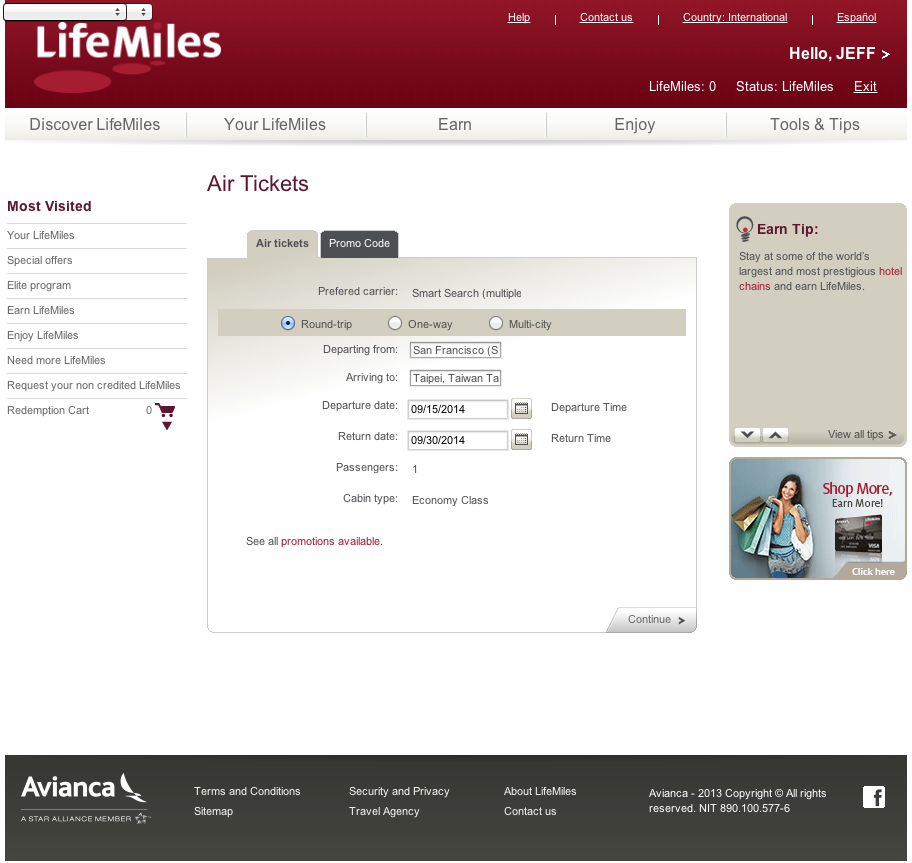 Help
Contact us
Country: International
Español
LifeMiles
Hello, JEFF >
LifeMiles: 0 Status: LifeMiles Exit
Discover LifeMiles
Your LifeMiles
Earn
Enjoy
Tools & Tips
Air Tickets
Most Visited
Your LifeMiles
Special offers
Elite program
Earn LifeMiles
Enjoy LifeMiles
Need more LifeMiles
Request your non credited LifeMiles
Redemption Cart 0
Air tickets
Promo Code
Prefered carrier: Smart Search (multiple
Round-trip One-way Multi-city
Departing from: San Francisco (S
Arriving to: Taipei, Taiwan Ta
Departure date: 09/15/2014 Departure Time
Return date: 09/30/2014 Return Time
Passengers: 1
Cabin type: Economy Class
See all promotions available.
Continue >
Earn Tip:
Stay at some of the world's
largest and most prestigious hotel
chains and earn LifeMiles.
View all tips >
Shop More,
Earn More!
Avianca LifeMiles
VISA
Click here
Avianca
A STAR ALLIANCE MEMBER
Terms and Conditions
Sitemap
Security and Privacy
Travel Agency
About LifeMiles
Contact us
Avianca - 2013 Copyright © All rights
reserved. NIT 890.100.577-6
f